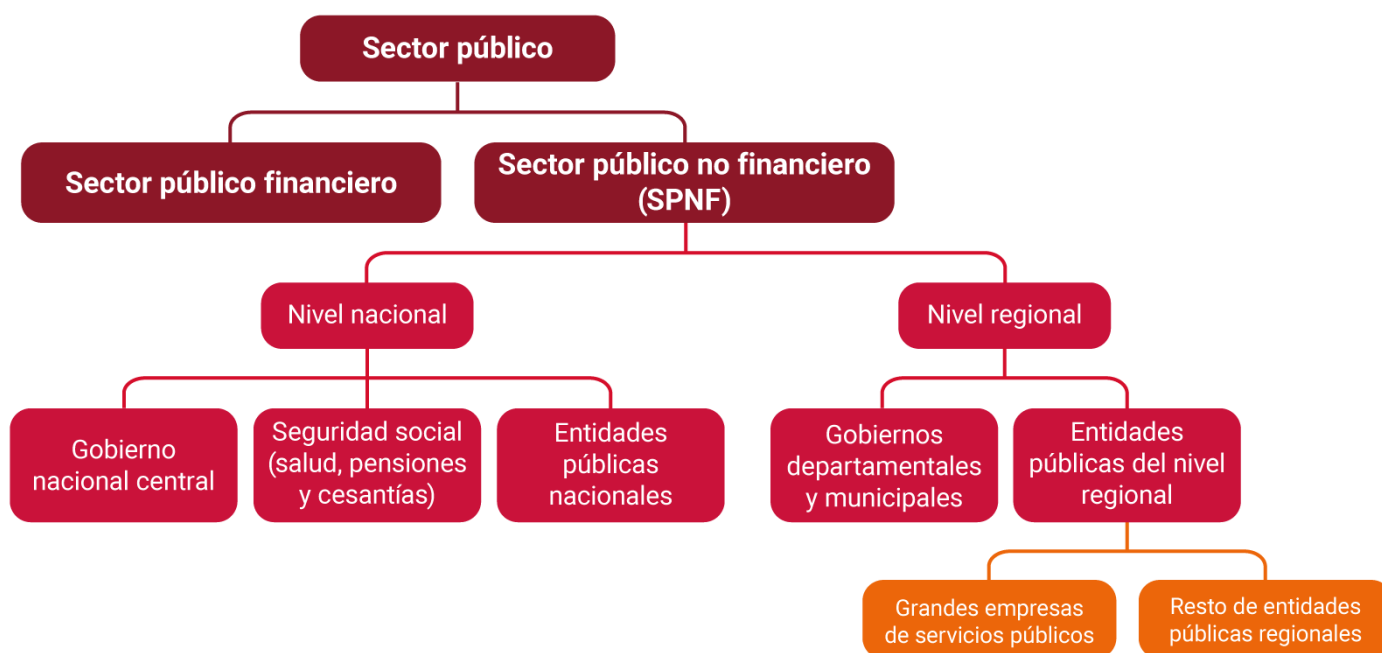 Sector público
Sector público financiero
Sector público no financiero
(SPNF)
Nivel nacional
Nivel regional
Gobierno
nacional central
Seguridad social
(salud, pensiones
y cesantías)
Entidades
públicas
nacionales
Gobiernos
departamentales
y municipales
Entidades
públicas del nivel
regional
Grandes empresas
de servicios públicos
Resto de entidades
públicas regionales